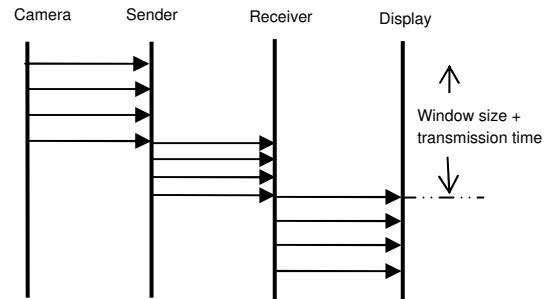 Camera Sender Receiver Display
Window size +
transmission time